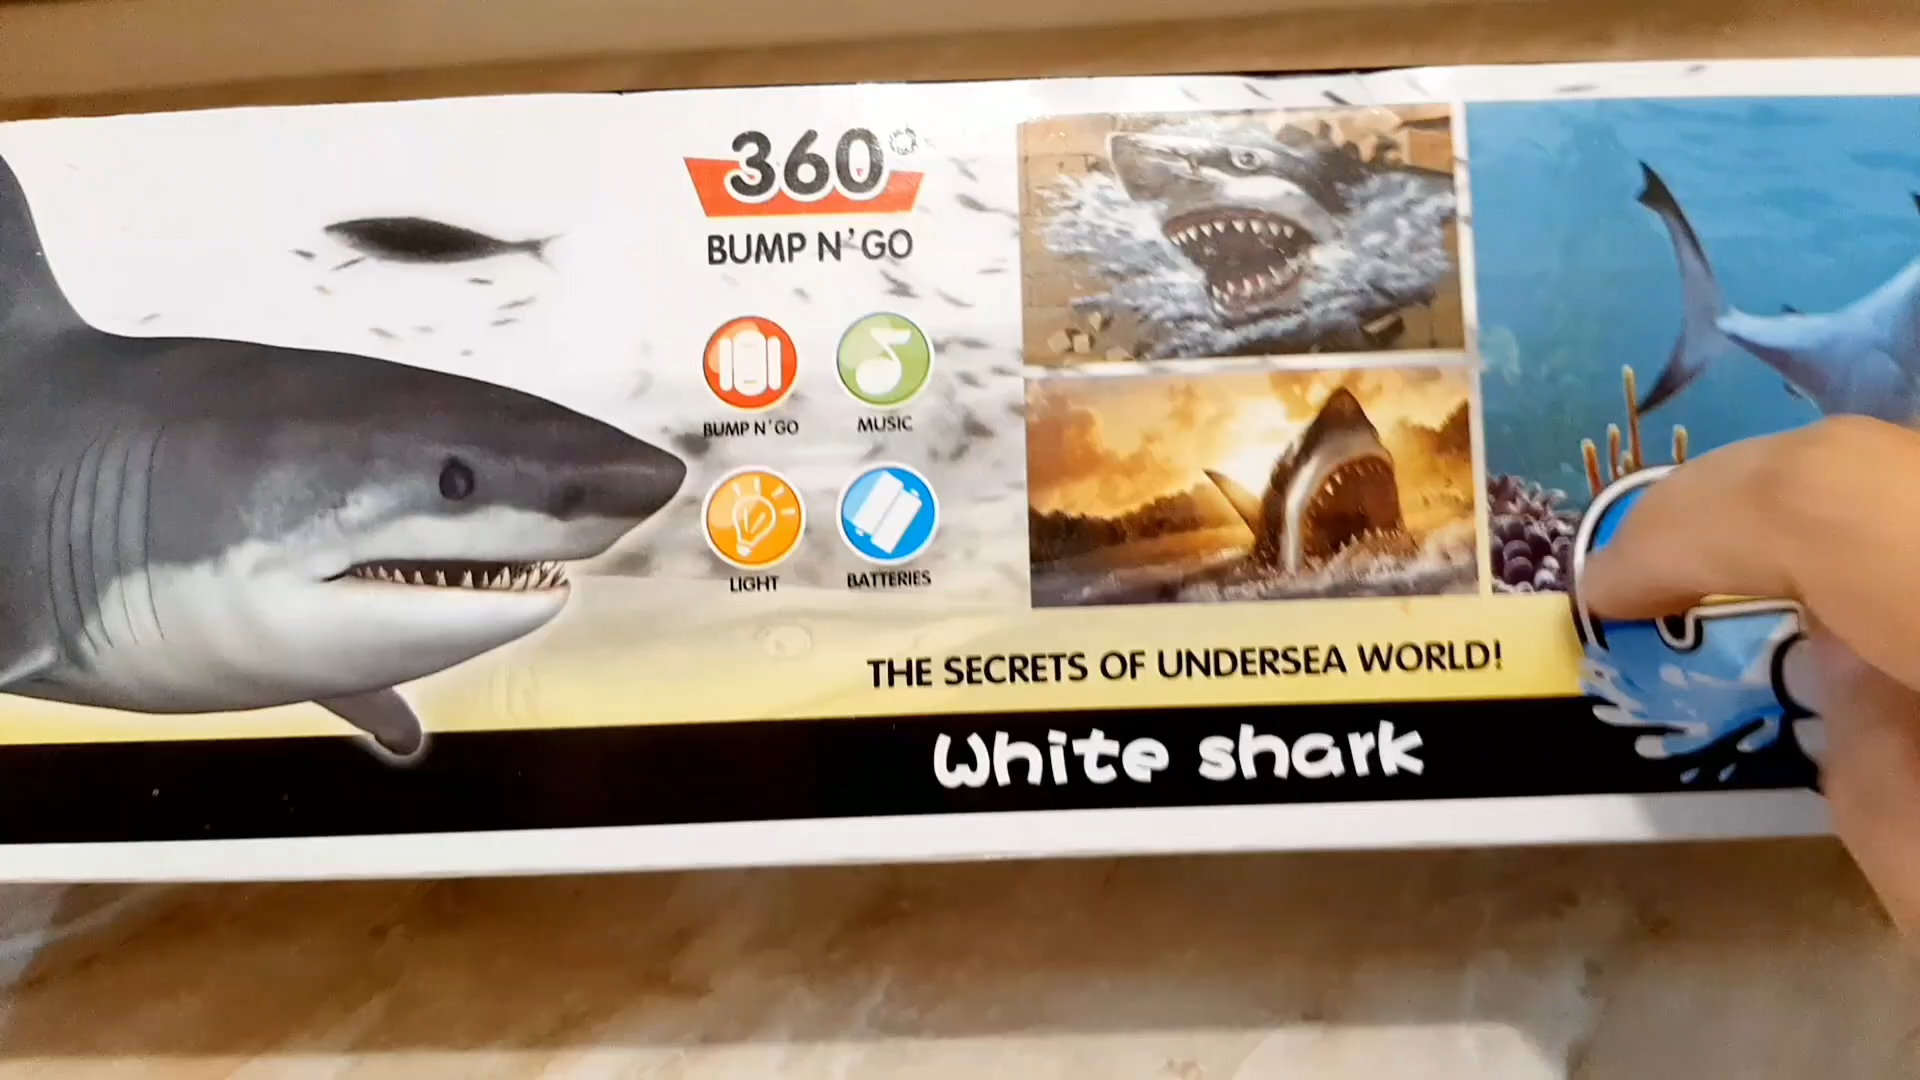 360°
BUMP N' GO
BUMP N' GO
MUSIC
LIGHT
BATTERIES
THE SECRETS OF UNDERSEA WORLD!
White shark